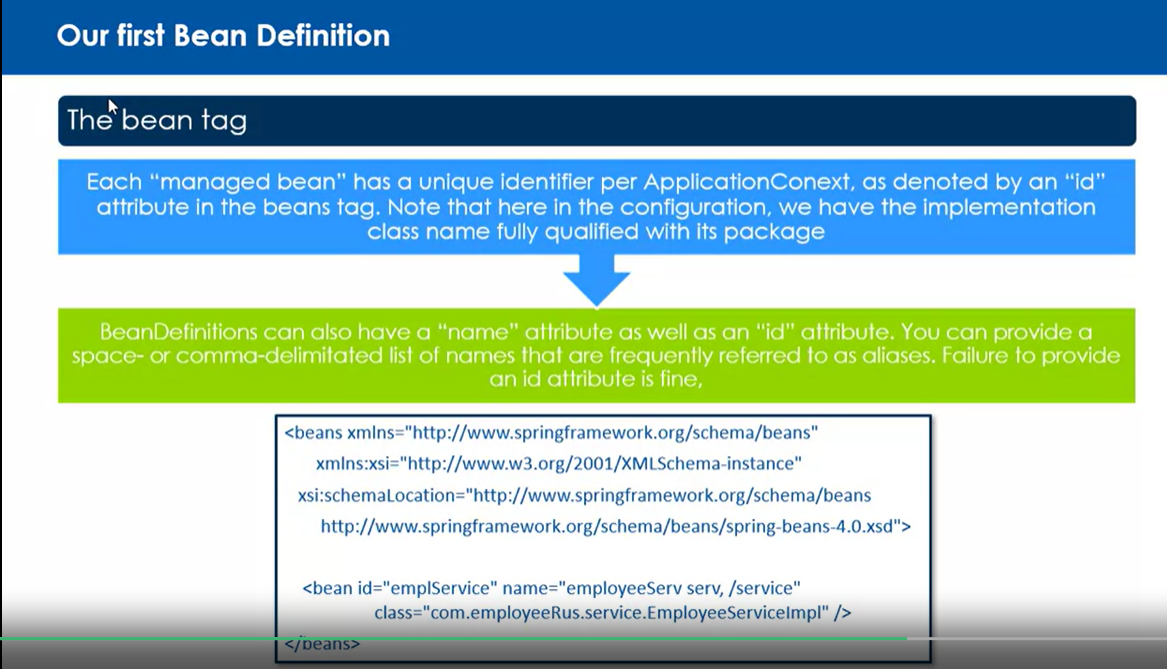 Our first Bean Definition
The bean tag
Each “managed bean” has a unique identifier per ApplicationConext, as denoted by an “id”
attribute in the beans tag. Note that here in the configuration, we have the implementation
class name fully qualified with its package
BeanDefinitions can also have a “name” attribute as well as an “id” attribute. You can provide a
space- or comma-delimitated list of names that are frequently referred to as aliases. Failure to provide
an id attribute is fine,
<beans xmlns="http://www.springframework.org/schema/beans"
xmlns:xsi="http://www.w3.org/2001/XMLSchema-instance"
xsi:schemaLocation="http://www.springframework.org/schema/beans
http://www.springframework.org/schema/beans/spring-beans-4.0.xsd">
<bean id="emplService" name="employeeServ serv, /service"
class="com.employeeRus.service.EmployeeServiceImpl" />
</beans>